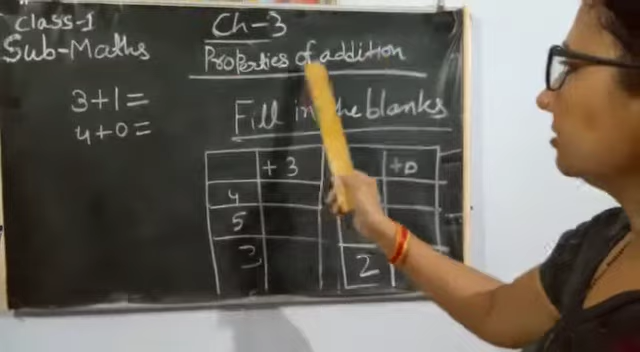 Class-1
Sub-Maths
Ch-3
Properties of addition
3+1=
4+0=
Fill in the blanks
+3
+0
4
5
3
2